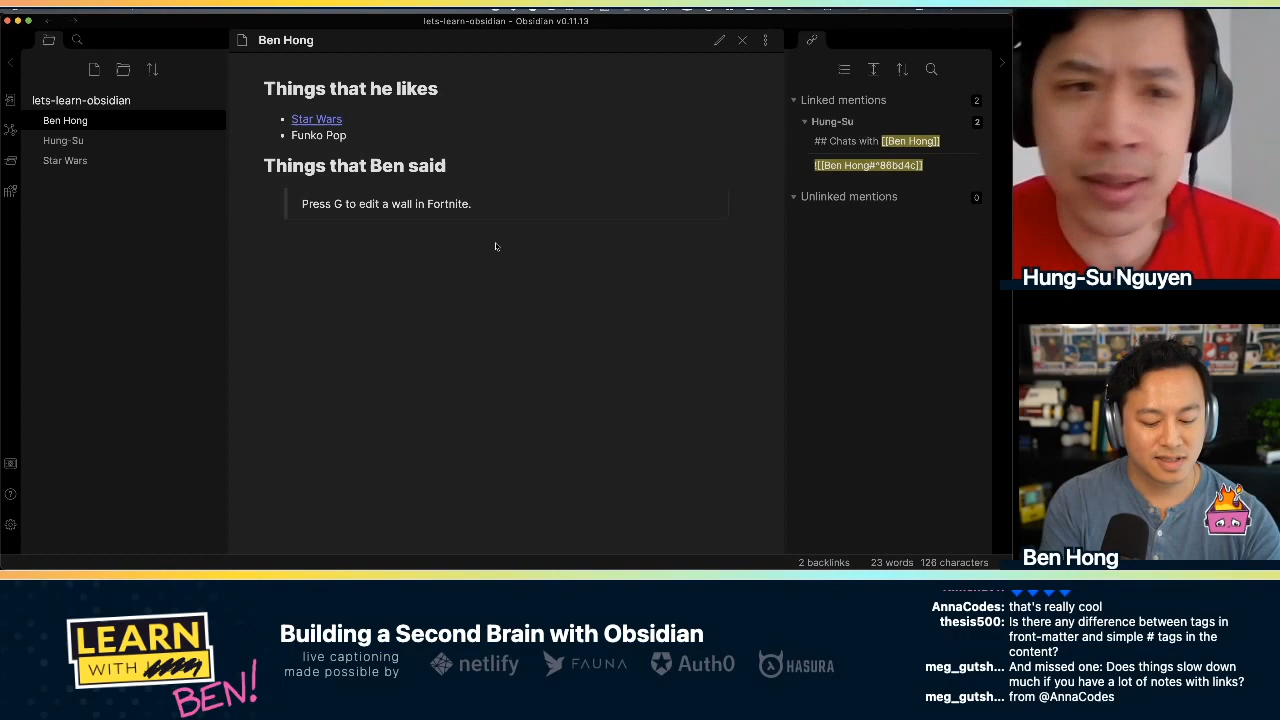 lets-learn-obsidian - Obsidian v0.11.13
Ben Hong
lets-learn-obsidian
Ben Hong
Hung-Su
Star Wars
Things that he likes
Star Wars
Funko Pop
Things that Ben said
Press G to edit a wall in Fortnite.
Linked mentions
2
Hung-Su
2
## Chats with [[Ben Hong]]
![[Ben Hong#^86bd4c]]
Unlinked mentions
0
2 backlinks 23 words 126 characters
Hung-Su Nguyen
Ben Hong
LEARN
WITH
BEN!
Building a Second Brain with Obsidian
live captioning
made possible by
netlify
FAUNA
Auth0
HASURA
AnnaCodes: that's really cool
thesis500: Is there any difference between tags in
front-matter and simple # tags in the
content?
meg_gutsh... And missed one: Does things slow down
much if you have a lot of notes with links?
meg_gutsh... from @AnnaCodes